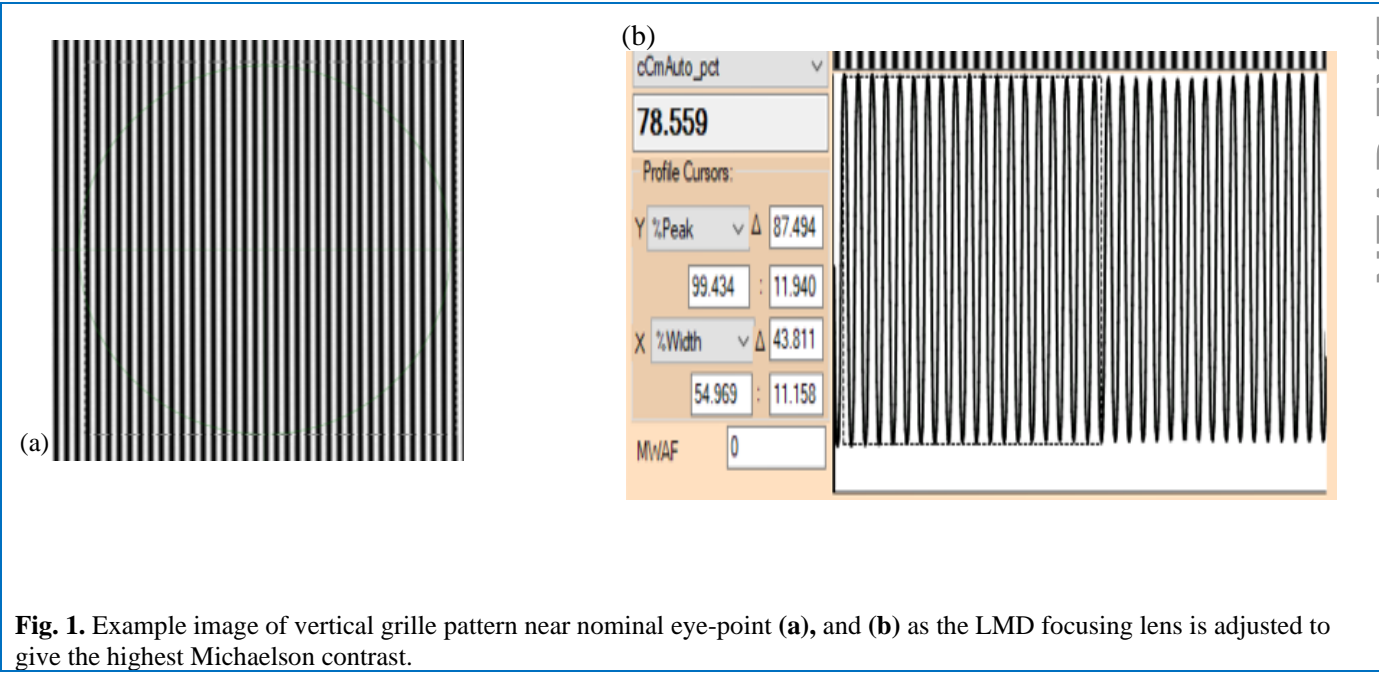 (b)
cCmAuto_pct
78.559
Profile Cursors:
Y %Peak Δ 87.494
99.434 : 11.940
X %Width Δ 43.811
54.969 : 11.158
MWAF 0
(a)
Fig. 1. Example image of vertical grille pattern near nominal eye-point (a), and (b) as the LMD focusing lens is adjusted to
give the highest Michaelson contrast.